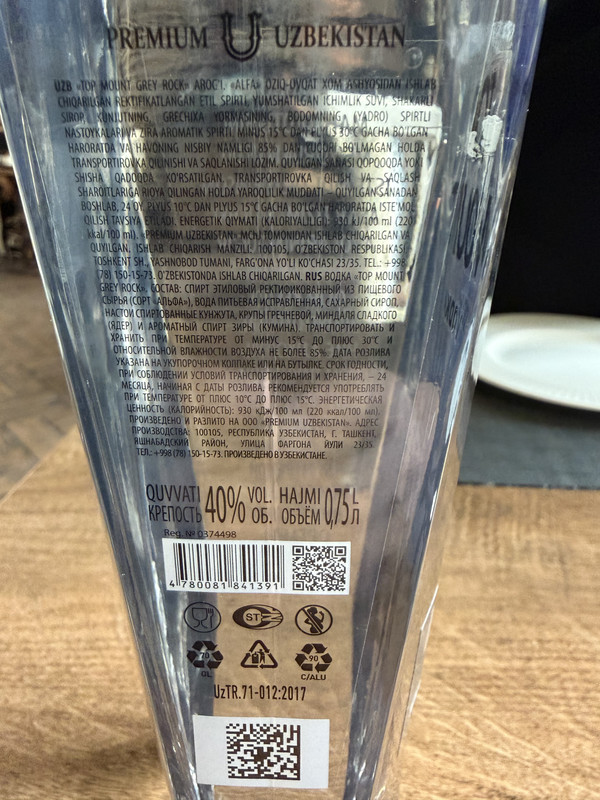 PREMIUM UZBEKISTAN
UZB «TOP MOUNT GREY ROCK» AROG'I. «ALFA» OZIQ-OVQAT XOM ASHYOSIDAN ISHLAB
CHIQARILGAN REKTIFIKATLANGAN ETIL SPIRTI, YUMSHATILGAN ICHIMLIK SUVI, SHAKARLI
SIROP, KUNJUTNING, GRECHIXA YORMASINING, BODOMNING (YADRO) SPIRTLI
NASTOYKALARI VA ZIRA AROMATIK SPIRTI. MINUS 15°C DAN PLYUS 30°C GACHA BO'LGAN
HARORATDA VA HAVONING NISBIY NAMLIGI 85% DAN YUQORI BO'LMAGAN HOLDA
TRANSPORTIROVKA QILINISHI VA SAQLANISHI LOZIM. QUYILGAN SANASI QOPQOQDA YOKI
SHISHA QADOQDA KO'RSATILGAN. TRANSPORTIROVKA QILISH VA SAQLASH
SHAROITLARIGA RIOYA QILINGAN HOLDA YAROQLILIK MUDDATI – QUYILGAN SANADAN
BOSHLAB, 24 OY. PLYUS 10°C DAN PLYUS 15°C GACHA BO'LGAN HARORATDA ISTE'MOL
QILISH TAVSIYA ETILADI. ENERGETIK QIYMATI (KALORIYALILIGI): 930 kJ/100 ml (220
kkal/100 ml). «PREMIUM UZBEKISTAN» MCHJ TOMONIDAN ISHLAB CHIQARILGAN VA
QUYILGAN. ISHLAB CHIQARISH MANZILI: 100105, O'ZBEKISTON RESPUBLIKASI
TOSHKENT SH., YASHNOBOD TUMANI, FARG'ONA YO'LI KO'CHASI 23/35. TEL.: +998
(78) 150-15-73. O'ZBEKISTONDA ISHLAB CHIQARILGAN. RUS ВОДКА «TOP MOUNT
GREY ROCK». СОСТАВ: СПИРТ ЭТИЛОВЫЙ РЕКТИФИКОВАННЫЙ ИЗ ПИЩЕВОГО
СЫРЬЯ (СОРТ «АЛЬФА»), ВОДА ПИТЬЕВАЯ ИСПРАВЛЕННАЯ, САХАРНЫЙ СИРОП,
НАСТОИ СПИРТОВАННЫЕ КУНЖУТА, КРУПЫ ГРЕЧНЕВОЙ, МИНДАЛЯ СЛАДКОГО
(ЯДЕР) И АРОМАТНЫЙ СПИРТ ЗИРЫ (КУМИНА). ТРАНСПОРТИРОВАТЬ И
ХРАНИТЬ ПРИ ТЕМПЕРАТУРЕ ОТ МИНУС 15°С ДО ПЛЮС 30°С И
ОТНОСИТЕЛЬНОЙ ВЛАЖНОСТИ ВОЗДУХА НЕ БОЛЕЕ 85%. ДАТА РОЗЛИВА
УКАЗАНА НА УКУПОРОЧНОМ КОЛПАКЕ ИЛИ НА БУТЫЛКЕ. СРОК ГОДНОСТИ,
ПРИ СОБЛЮДЕНИИ УСЛОВИЙ ТРАНСПОРТИРОВАНИЯ И ХРАНЕНИЯ, – 24
МЕСЯЦА, НАЧИНАЯ С ДАТЫ РОЗЛИВА. РЕКОМЕНДУЕТСЯ УПОТРЕБЛЯТЬ
ПРИ ТЕМПЕРАТУРЕ ОТ ПЛЮС 10°С ДО ПЛЮС 15°С. ЭНЕРГЕТИЧЕСКАЯ
ЦЕННОСТЬ (КАЛОРИЙНОСТЬ): 930 кДж/100 мл (220 ккал/100 мл).
ПРОИЗВЕДЕНО И РАЗЛИТО НА ООО «PREMIUM UZBEKISTAN». АДРЕС
ПРОИЗВОДСТВА: 100105, РЕСПУБЛИКА УЗБЕКИСТАН, Г. ТАШКЕНТ,
ЯШНАБАДСКИЙ РАЙОН, УЛИЦА ФАРГОНА ЙУЛИ 23/35.
ТЕЛ.: +998 (78) 150-15-73. ПРОИЗВЕДЕНО В УЗБЕКИСТАНЕ.
QUVVATI 40% VOL. HAJMI 0,75 L
КРЕПОСТЬ ОБ. ОБЪЁМ Л
Reg. № 0374498
4 780081 841391
ST
70 90
GL C/ALU
UzTR.71-012:2017